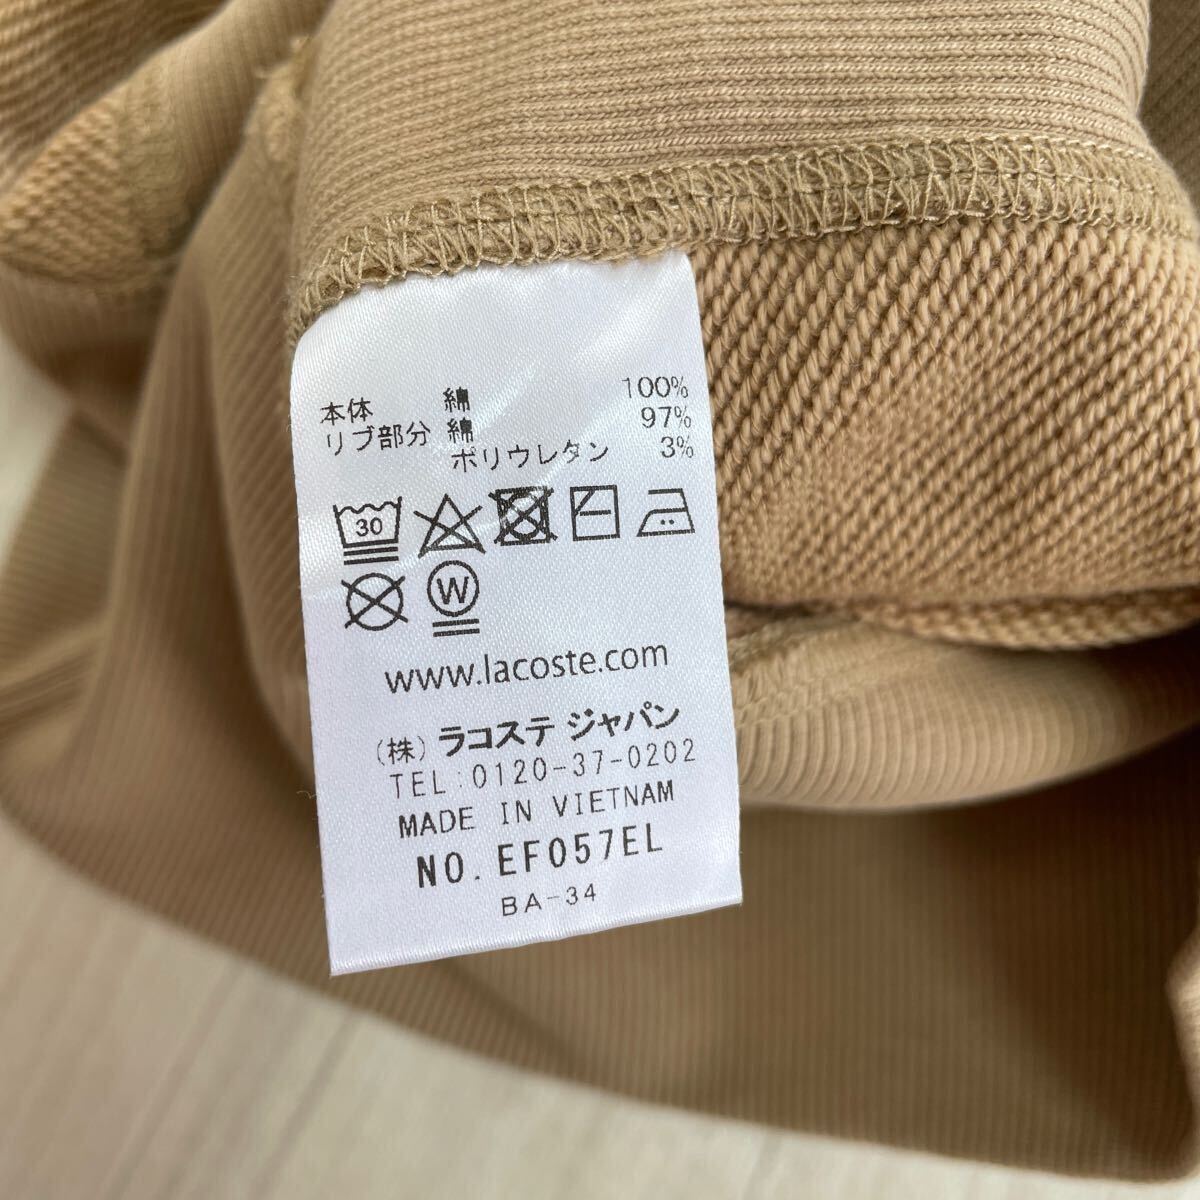 本体 綿 100%
リブ部分 綿 97%
ポリウレタン 3%
30
W
www.lacoste.com
(株) ラコステ ジャパン
TEL:0120-37-0202
MADE IN VIETNAM
NO. EF057EL
BA-34